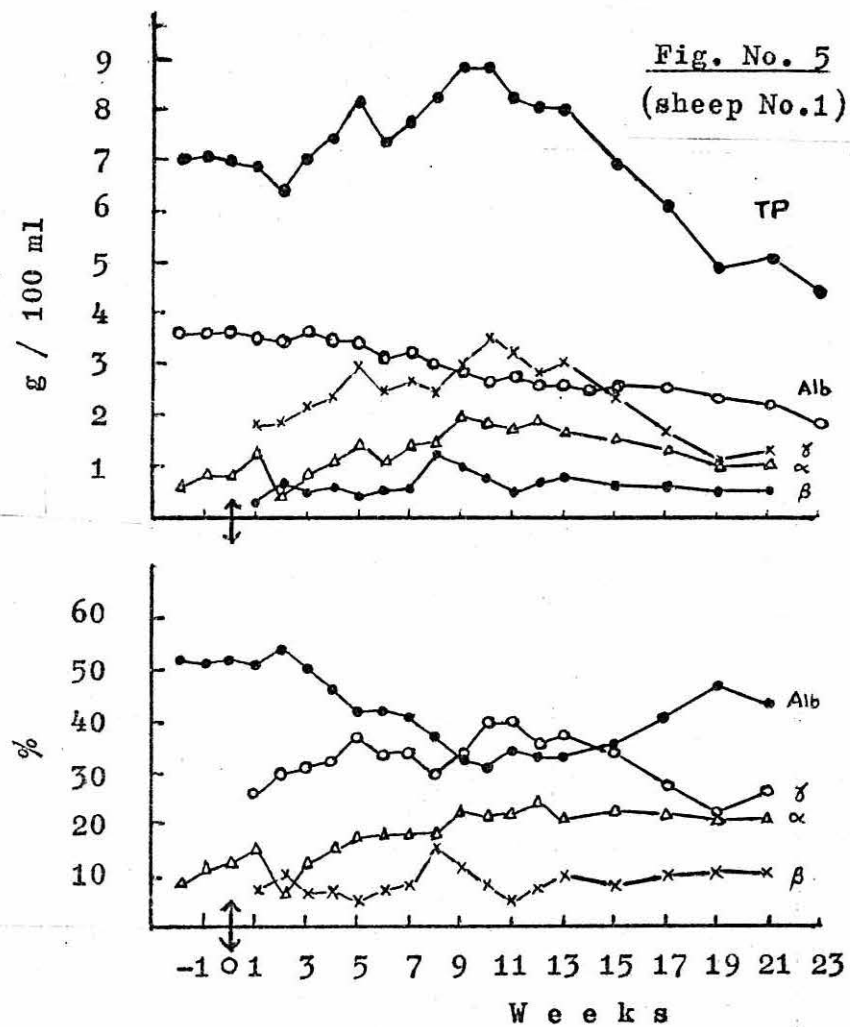 Fig. No. 5
(sheep No.1)
g / 100 ml
9
8
7
6
5
4
3
2
1
TP
Alb
γ
α
β
%
60
50
40
30
20
10
Alb
γ
α
β
-1 0 1 3 5 7 9 11 13 15 17 19 21 23
Weeks